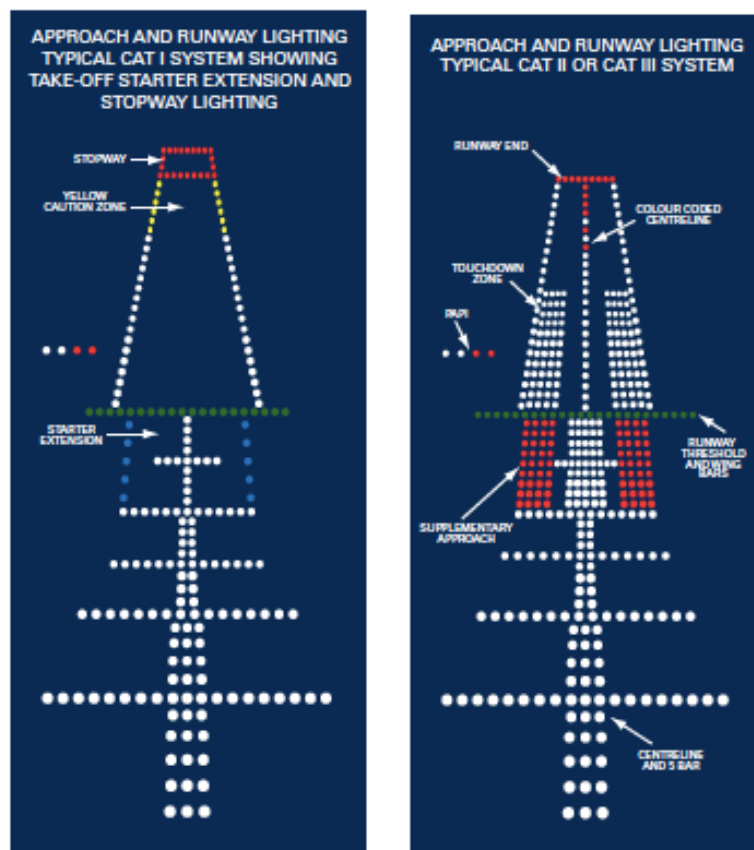 APPROACH AND RUNWAY LIGHTING
TYPICAL CAT I SYSTEM SHOWING
TAKE-OFF STARTER EXTENSION AND
STOPWAY LIGHTING
STOPWAY
YELLOW
CAUTION ZONE
STARTER
EXTENSION
APPROACH AND RUNWAY LIGHTING
TYPICAL CAT II OR CAT III SYSTEM
RUNWAY END
COLOUR CODED
CENTRELINE
TOUCHDOWN
ZONE
PAPI
RUNWAY
THRESHOLD
AND WING
BARS
SUPPLEMENTARY
APPROACH
CENTRELINE
AND 5 BAR